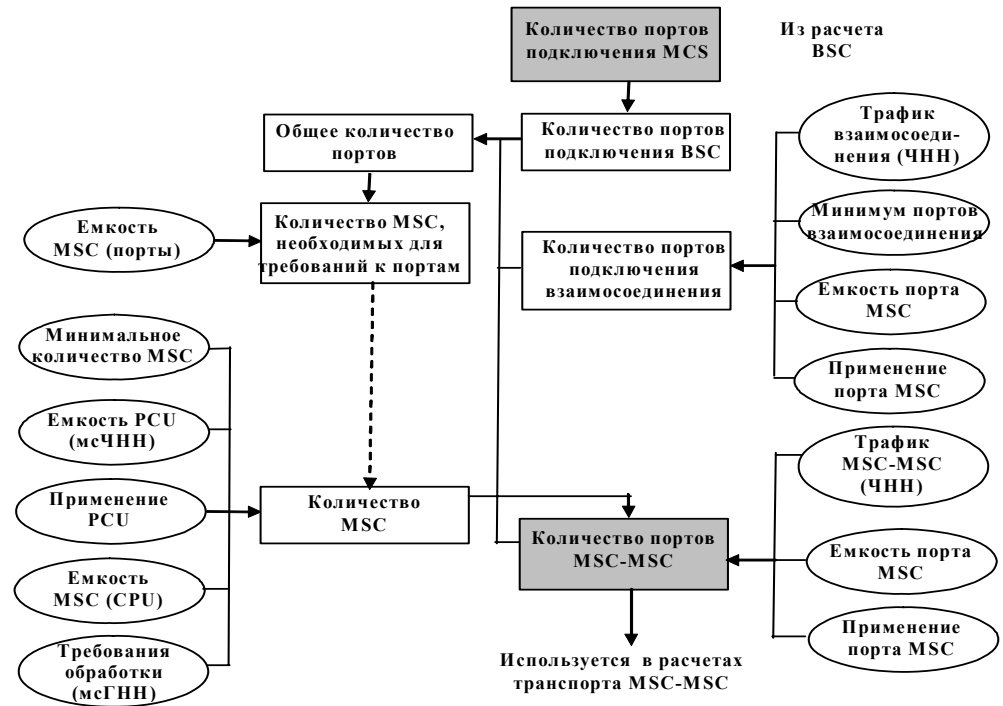 Количество портов
подключения MCS
Из расчета
BSC
Общее количество
портов
Количество портов
подключения BSC
Трафик
взаимосоеди-
нения (ЧНН)
Емкость
MSC (порты)
Количество MSC,
необходимых для
требований к портам
Количество портов
подключения
взаимосоединения
Минимум портов
взаимосоединения
Емкость порта
MSC
Применение
порта MSC
Минимальное
количество MSC
Емкость PCU
(мсЧНН)
Применение
PCU
Емкость
MSC (CPU)
Требования
обработки
(мсГНН)
Количество
MSC
Количество портов
MSC-MSC
Трафик
MSC-MSC
(ЧНН)
Емкость порта
MSC
Применение
порта MSC
Используется в расчетах
транспорта MSC-MSC